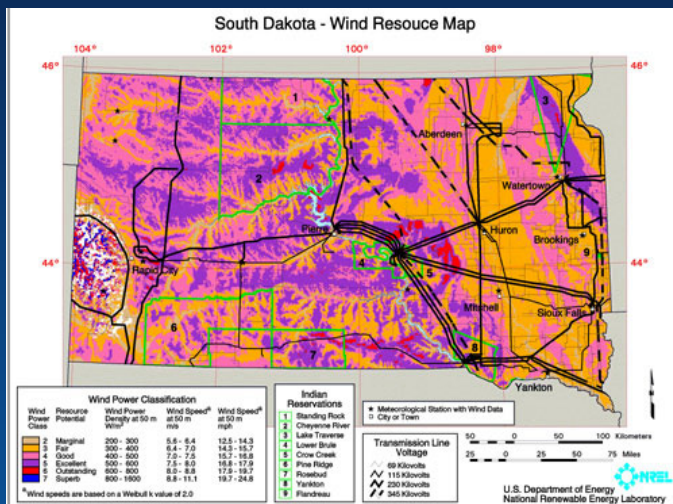 South Dakota - Wind Resouce Map
104° 102° 100° 98°
46° 46°
1
3
Aberdeen
2
Watertown
Pierre
Huron
Brookings
9
4
5
44° 44°
Rapid City
Mitchell
Sioux Falls
6
7
8
Yankton
Wind Power Classification
Wind Power Class
Resource Potential
Wind Power Density at 50 m W/m²
Wind Speedª at 50 m m/s
Wind Speedª at 50 m mph
2 Marginal 200 - 300 5.6 - 6.4 12.5 - 14.3
3 Fair 300 - 400 6.4 - 7.0 14.3 - 15.7
4 Good 400 - 500 7.0 - 7.5 15.7 - 16.8
5 Excellent 500 - 600 7.5 - 8.0 16.8 - 17.9
6 Outstanding 600 - 800 8.0 - 8.8 17.9 - 19.7
7 Superb 800 - 1600 8.8 - 11.1 19.7 - 24.8
ª Wind speeds are based on a Weibull k value of 2.0
Indian
Reservations
1 Standing Rock
2 Cheyenne River
3 Lake Traverse
4 Lower Brule
5 Crow Creek
6 Pine Ridge
7 Rosebud
8 Yankton
9 Flandreau
★ Meteorological Station with Wind Data
City or Town
Transmission Line
Voltage
69 Kilovolts
115 Kilovolts
230 Kilovolts
345 Kilovolts
50 0 50 100 Kilometers
25 0 25 50 75 Miles
U.S. Department of Energy
National Renewable Energy Laboratory
NREL